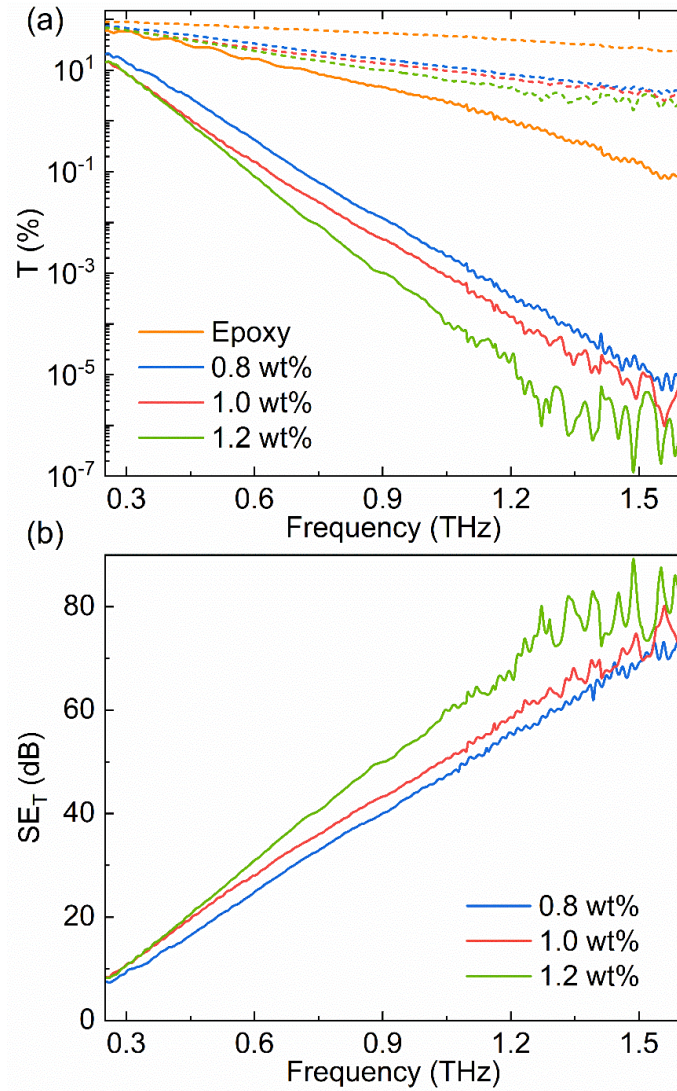 (a)
10¹
10⁻¹
10⁻³
10⁻⁵
10⁻⁷
T (%)
Epoxy
0.8 wt%
1.0 wt%
1.2 wt%
0.3 0.6 0.9 1.2 1.5
Frequency (THz)
(b)
80
60
40
20
0
SE_T (dB)
0.8 wt%
1.0 wt%
1.2 wt%
0.3 0.6 0.9 1.2 1.5
Frequency (THz)